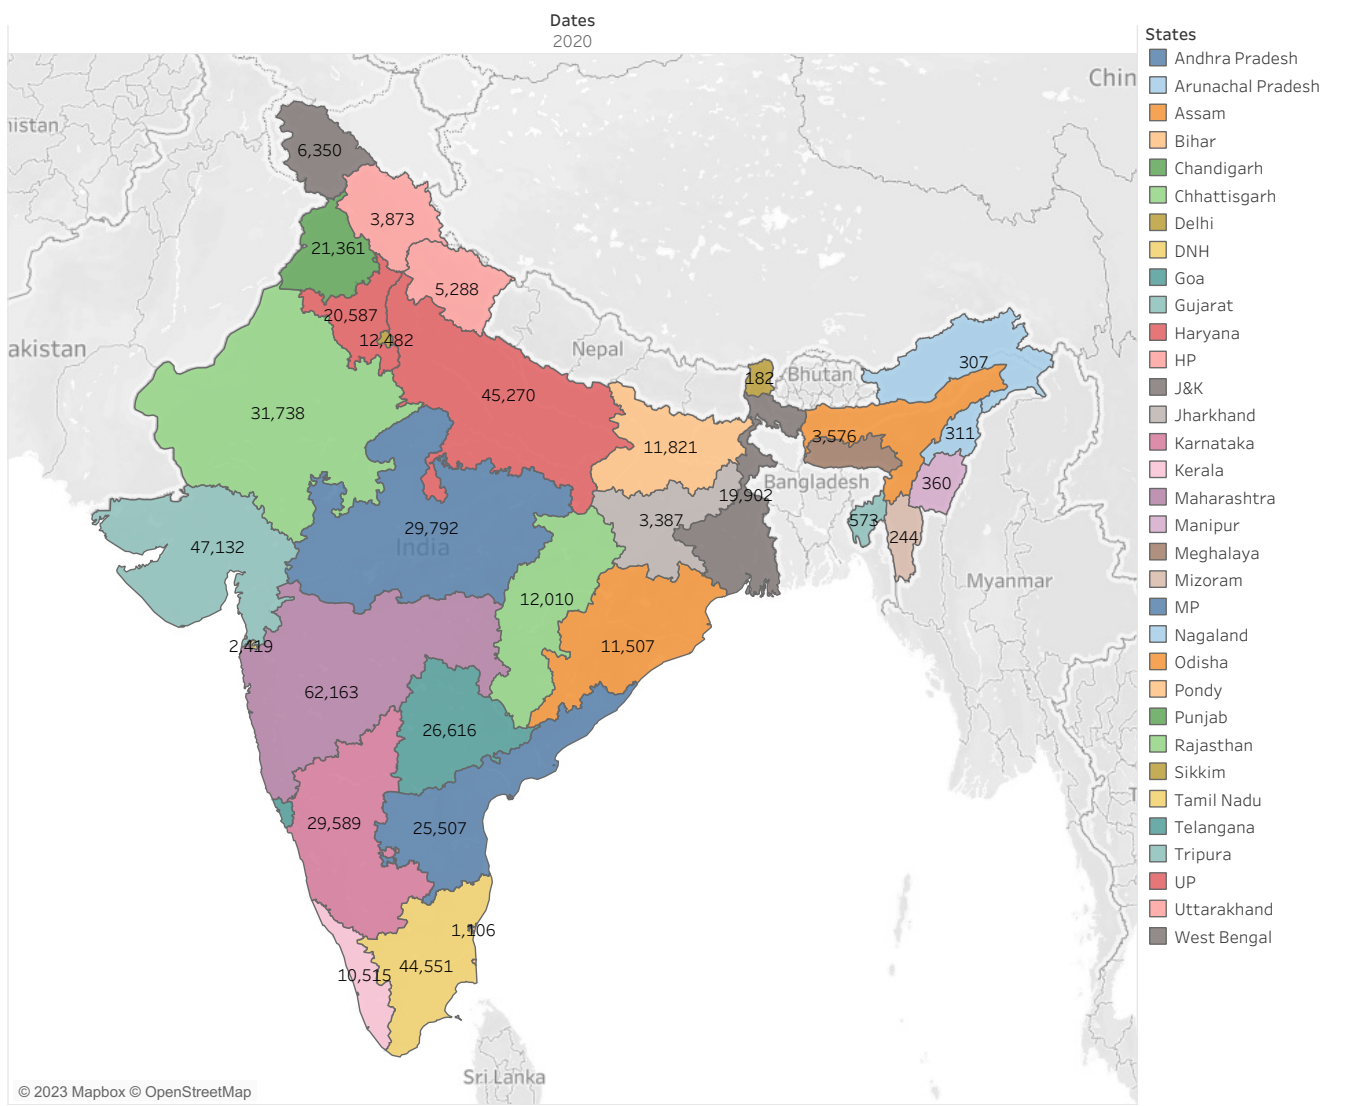 Dates
2020
Chin
nistan
6,350
3,873
21,361
5,288
20,587
12,482
akistan
Nepal
Bhutan
307
182
45,270
31,738
3,576
311
11,821
Bangladesh
360
19,902
3,387
573
29,792
India
244
47,132
Myanmar
12,010
2,419
11,507
62,163
26,616
29,589
25,507
1,106
44,551
10,515
Sri Lanka
© 2023 Mapbox © OpenStreetMap
States
Andhra Pradesh
Arunachal Pradesh
Assam
Bihar
Chandigarh
Chhattisgarh
Delhi
DNH
Goa
Gujarat
Haryana
HP
J&K
Jharkhand
Karnataka
Kerala
Maharashtra
Manipur
Meghalaya
Mizoram
MP
Nagaland
Odisha
Pondy
Punjab
Rajasthan
Sikkim
Tamil Nadu
Telangana
Tripura
UP
Uttarakhand
West Bengal